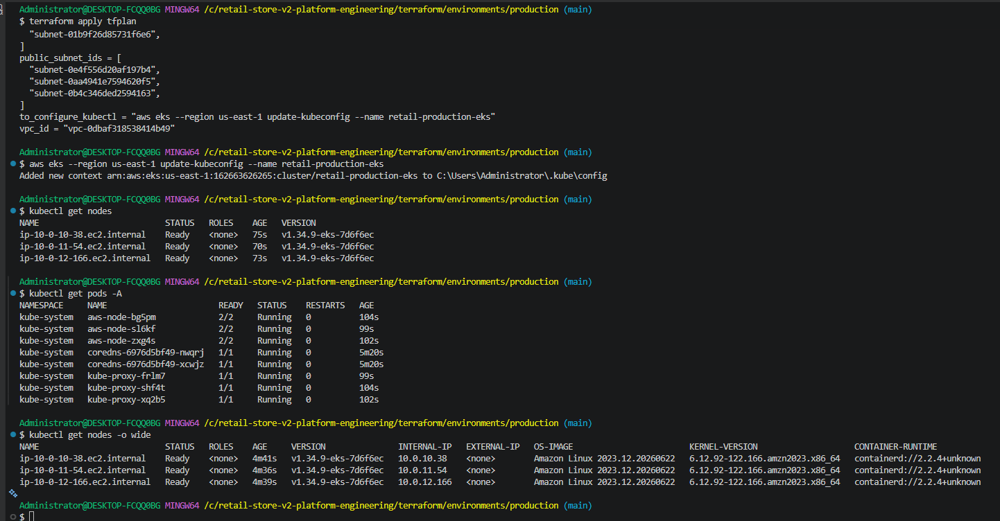 Administrator@DESKTOP-FCQQ0BG MINGW64 /c/retail-store-v2-platform-engineering/terraform/environments/production (main)
$ terraform apply tfplan
  "subnet-01b9f26d85731f6e6",
]
public_subnet_ids = [
  "subnet-0e4f556d20af197b4",
  "subnet-0aa4941e7594620f5",
  "subnet-0b4c346ded2594163",
]
to_configure_kubectl = "aws eks --region us-east-1 update-kubeconfig --name retail-production-eks"
vpc_id = "vpc-0dbaf318538414b49"

Administrator@DESKTOP-FCQQ0BG MINGW64 /c/retail-store-v2-platform-engineering/terraform/environments/production (main)
$ aws eks --region us-east-1 update-kubeconfig --name retail-production-eks
Added new context arn:aws:eks:us-east-1:162663626265:cluster/retail-production-eks to C:\Users\Administrator\.kube\config

Administrator@DESKTOP-FCQQ0BG MINGW64 /c/retail-store-v2-platform-engineering/terraform/environments/production (main)
$ kubectl get nodes
NAME                          STATUS   ROLES    AGE   VERSION
ip-10-0-10-38.ec2.internal    Ready    <none>   75s   v1.34.9-eks-7d6f6ec
ip-10-0-11-54.ec2.internal    Ready    <none>   70s   v1.34.9-eks-7d6f6ec
ip-10-0-12-166.ec2.internal   Ready    <none>   73s   v1.34.9-eks-7d6f6ec

Administrator@DESKTOP-FCQQ0BG MINGW64 /c/retail-store-v2-platform-engineering/terraform/environments/production (main)
$ kubectl get pods -A
NAMESPACE     NAME                       READY   STATUS    RESTARTS   AGE
kube-system   aws-node-bg5pm             2/2     Running   0          104s
kube-system   aws-node-sl6kf             2/2     Running   0          99s
kube-system   aws-node-zxg4s             2/2     Running   0          102s
kube-system   coredns-6976d5bf49-nwqrj   1/1     Running   0          5m20s
kube-system   coredns-6976d5bf49-xcwjz   1/1     Running   0          5m20s
kube-system   kube-proxy-frlm7           1/1     Running   0          99s
kube-system   kube-proxy-shf4t           1/1     Running   0          104s
kube-system   kube-proxy-xq2b5           1/1     Running   0          102s

Administrator@DESKTOP-FCQQ0BG MINGW64 /c/retail-store-v2-platform-engineering/terraform/environments/production (main)
$ kubectl get nodes -o wide
NAME                          STATUS   ROLES    AGE     VERSION               INTERNAL-IP   EXTERNAL-IP   OS-IMAGE                        KERNEL-VERSION                    CONTAINER-RUNTIME
ip-10-0-10-38.ec2.internal    Ready    <none>   4m41s   v1.34.9-eks-7d6f6ec   10.0.10.38    <none>        Amazon Linux 2023.12.20260622   6.12.92-122.166.amzn2023.x86_64   containerd://2.2.4+unknown
ip-10-0-11-54.ec2.internal    Ready    <none>   4m36s   v1.34.9-eks-7d6f6ec   10.0.11.54    <none>        Amazon Linux 2023.12.20260622   6.12.92-122.166.amzn2023.x86_64   containerd://2.2.4+unknown
ip-10-0-12-166.ec2.internal   Ready    <none>   4m39s   v1.34.9-eks-7d6f6ec   10.0.12.166   <none>        Amazon Linux 2023.12.20260622   6.12.92-122.166.amzn2023.x86_64   containerd://2.2.4+unknown

Administrator@DESKTOP-FCQQ0BG MINGW64 /c/retail-store-v2-platform-engineering/terraform/environments/production (main)
$